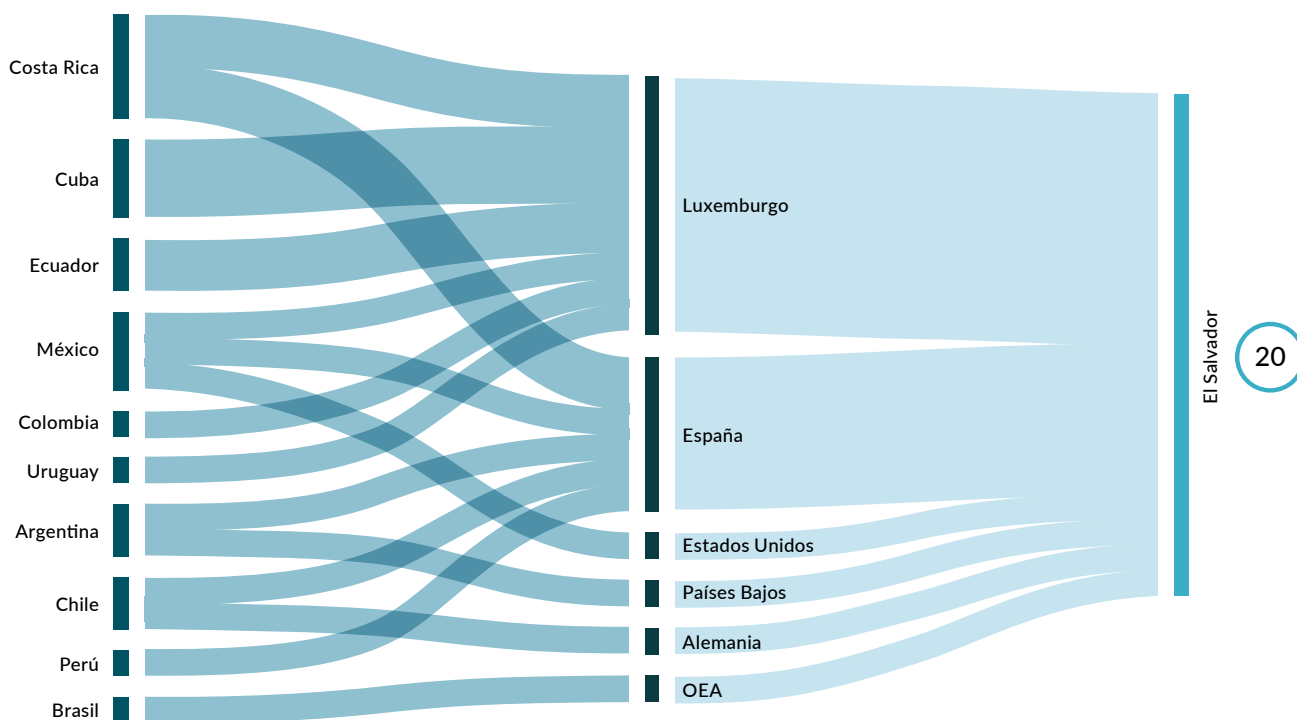 Costa Rica
Cuba
Ecuador
México
Colombia
Uruguay
Argentina
Chile
Perú
Brasil
Luxemburgo
España
Estados Unidos
Países Bajos
Alemania
OEA
El Salvador
20